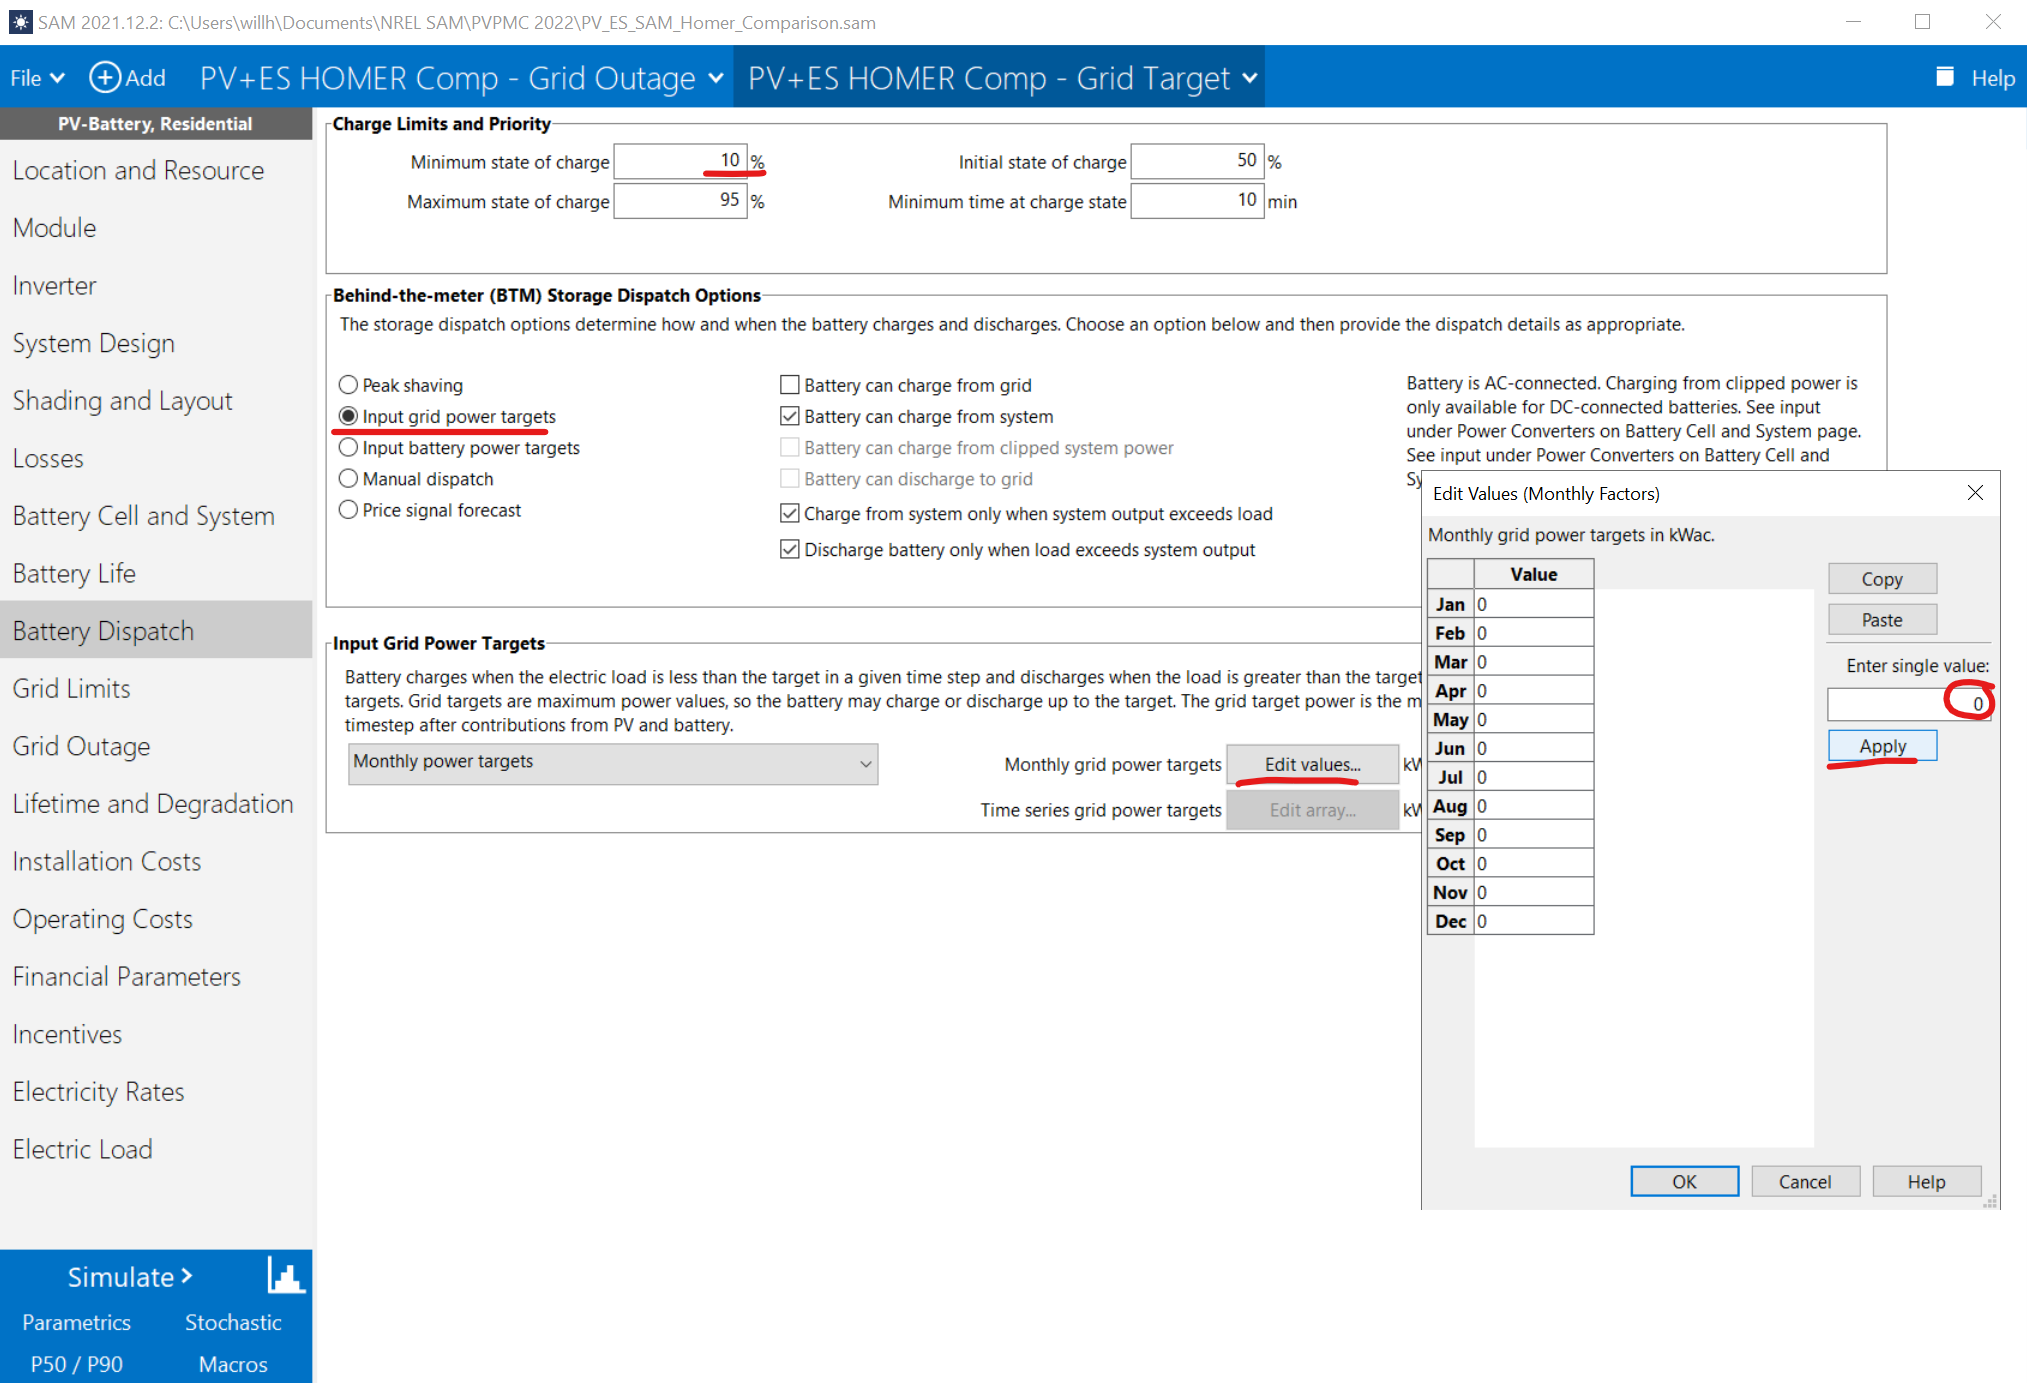 SAM 2021.12.2: C:\Users\willh\Documents\NREL SAM\PVPMC 2022\PV_ES_SAM_Homer_Comparison.sam
File Add PV+ES HOMER Comp - Grid Outage PV+ES HOMER Comp - Grid Target Help
PV-Battery, Residential
Location and Resource
Module
Inverter
System Design
Shading and Layout
Losses
Battery Cell and System
Battery Life
Battery Dispatch
Grid Limits
Grid Outage
Lifetime and Degradation
Installation Costs
Operating Costs
Financial Parameters
Incentives
Electricity Rates
Electric Load
Simulate >
Parametrics Stochastic
P50 / P90 Macros
Charge Limits and Priority
Minimum state of charge 10 % Initial state of charge 50 %
Maximum state of charge 95 % Minimum time at charge state 10 min
Behind-the-meter (BTM) Storage Dispatch Options
The storage dispatch options determine how and when the battery charges and discharges. Choose an option below and then provide the dispatch details as appropriate.
Peak shaving
Input grid power targets
Input battery power targets
Manual dispatch
Price signal forecast
Battery can charge from grid
Battery can charge from system
Battery can charge from clipped system power
Battery can discharge to grid
Charge from system only when system output exceeds load
Discharge battery only when load exceeds system output
Battery is AC-connected. Charging from clipped power is
only available for DC-connected batteries. See input
under Power Converters on Battery Cell and System page.
See input under Power Converters on Battery Cell and
Sy
Input Grid Power Targets
Battery charges when the electric load is less than the target in a given time step and discharges when the load is greater than the target
targets. Grid targets are maximum power values, so the battery may charge or discharge up to the target. The grid target power is the m
timestep after contributions from PV and battery.
Monthly power targets
Monthly grid power targets Edit values... kW
Time series grid power targets Edit array... kW
Edit Values (Monthly Factors)
Monthly grid power targets in kWac.
Value
Jan 0
Feb 0
Mar 0
Apr 0
May 0
Jun 0
Jul 0
Aug 0
Sep 0
Oct 0
Nov 0
Dec 0
Copy
Paste
Enter single value:
0
Apply
OK Cancel Help